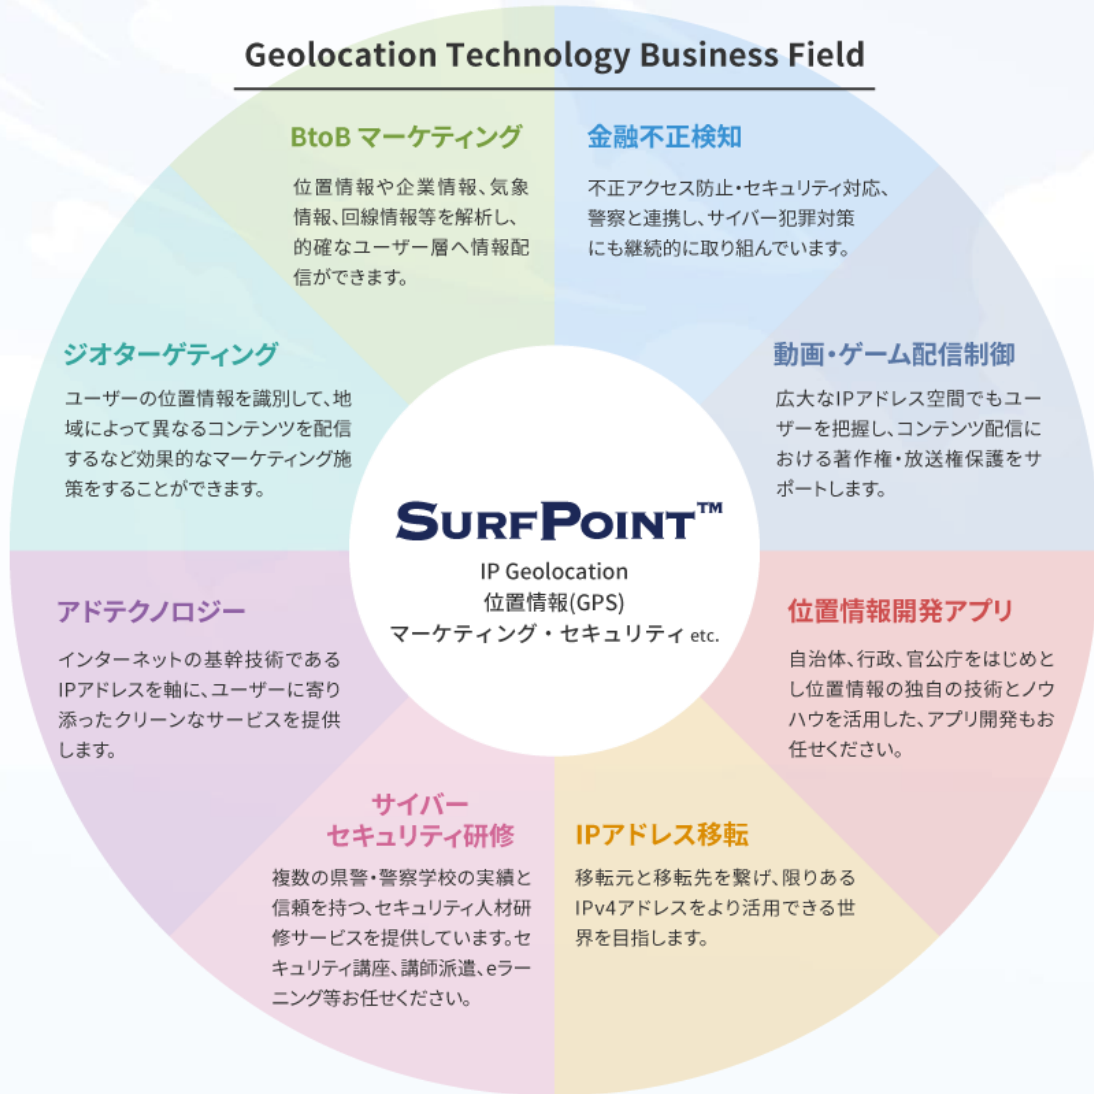 Geolocation Technology Business Field
BtoB マーケティング
位置情報や企業情報、気象
情報、回線情報等を解析し、
的確なユーザー層へ情報配
信ができます。
金融不正検知
不正アクセス防止・セキュリティ対応、
警察と連携し、サイバー犯罪対策
にも継続的に取り組んでいます。
ジオターゲティング
ユーザーの位置情報を識別して、地
域によって異なるコンテンツを配信
するなど効果的なマーケティング施
策をすることができます。
動画・ゲーム配信制御
広大なIPアドレス空間でもユー
ザーを把握し、コンテンツ配信に
おける著作権・放送権保護をサ
ポートします。
SURFPOINT™
IP Geolocation
位置情報(GPS)
マーケティング・セキュリティ etc.
アドテクノロジー
インターネットの基幹技術である
IPアドレスを軸に、ユーザーに寄り
添ったクリーンなサービスを提供
します。
位置情報開発アプリ
自治体、行政、官公庁をはじめと
し位置情報の独自の技術とノウ
ハウを活用した、アプリ開発もお
任せください。
サイバー
セキュリティ研修
複数の県警・警察学校の実績と
信頼を持つ、セキュリティ人材研
修サービスを提供しています。セ
キュリティ講座、講師派遣、eラー
ニング等お任せください。
IPアドレス移転
移転元と移転先を繋げ、限りある
IPv4アドレスをより活用できる世
界を目指します。